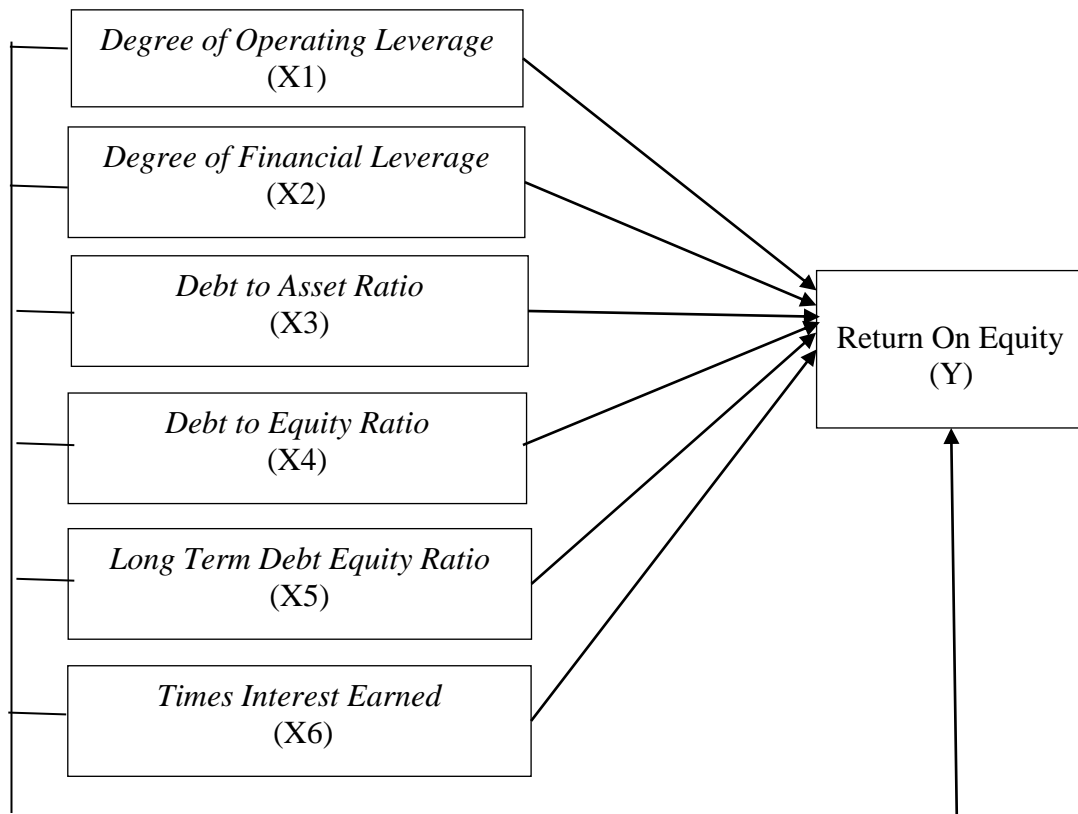 Degree of Operating Leverage
(X1)
Degree of Financial Leverage
(X2)
Debt to Asset Ratio
(X3)
Return On Equity
(Y)
Debt to Equity Ratio
(X4)
Long Term Debt Equity Ratio
(X5)
Times Interest Earned
(X6)